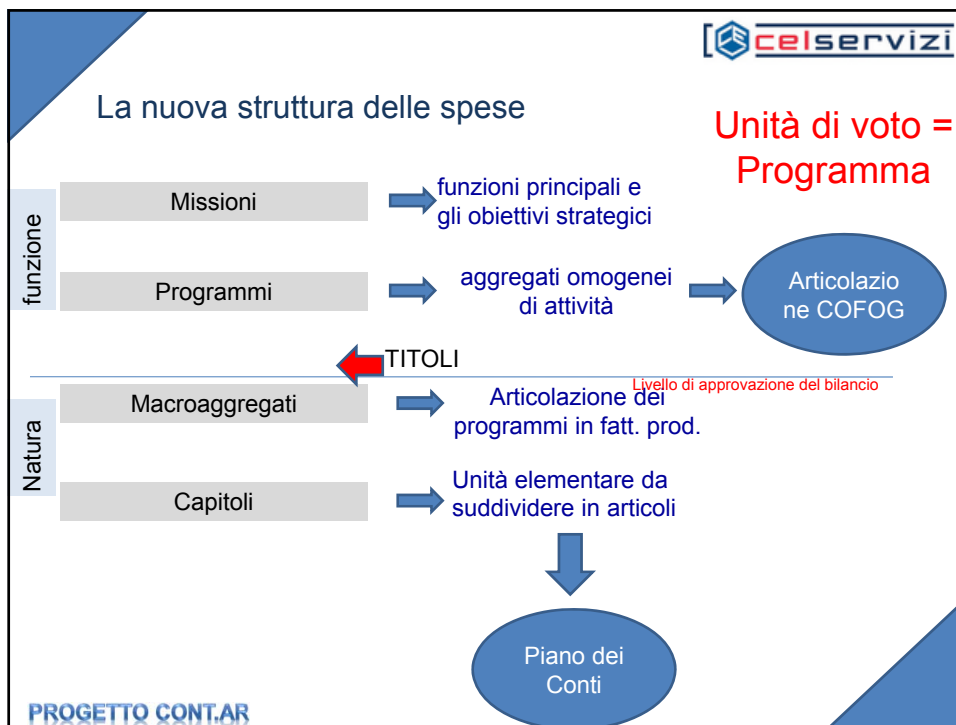 celservizi
La nuova struttura delle spese
Unità di voto =
Programma
funzione
Missioni
funzioni principali e
gli obiettivi strategici
Programmi
aggregati omogenei
di attività
Articolazio
ne COFOG
TITOLI
Livello di approvazione del bilancio
Natura
Macroaggregati
Articolazione dei
programmi in fatt. prod.
Capitoli
Unità elementare da
suddividere in articoli
Piano dei
Conti
PROGETTO CONT.AR